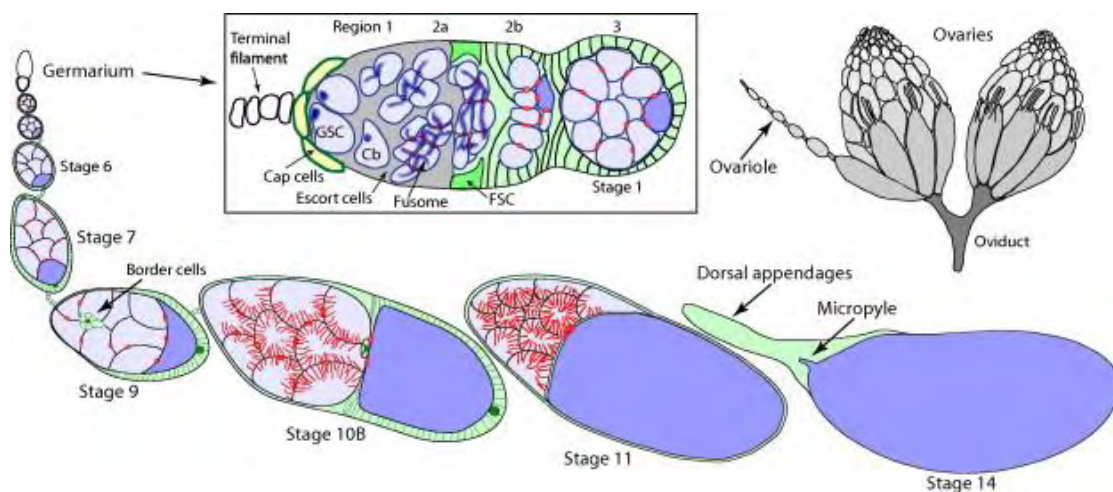 Germarium
Stage 6
Stage 7
Border cells
Stage 9
Stage 10B
Stage 11
Stage 14
Region 1 2a 2b 3
Terminal
filament
GSC
Cb
Cap cells
Escort cells
Fusome
FSC
Stage 1
Ovaries
Ovariole
Oviduct
Dorsal appendages
Micropyle